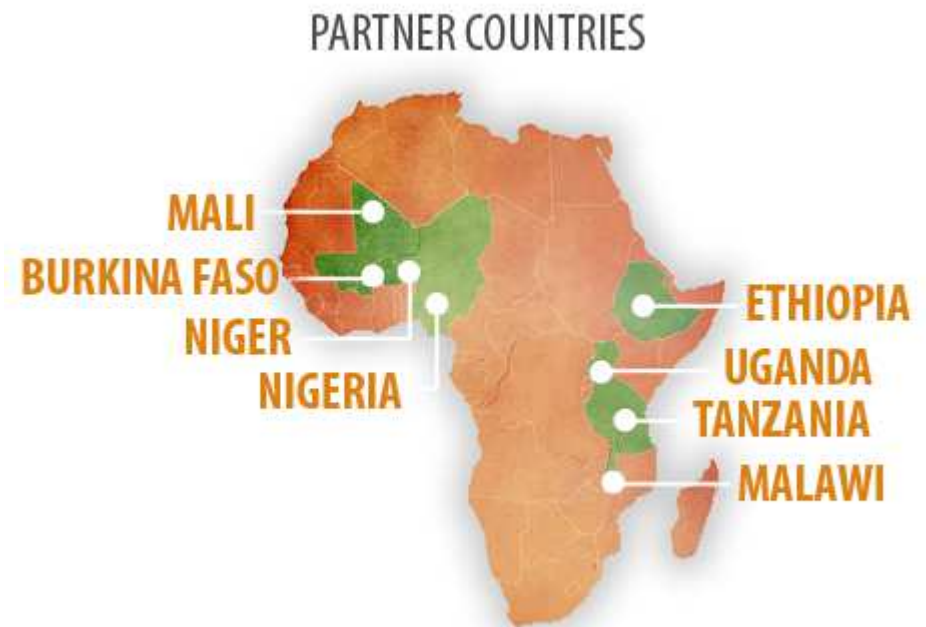 PARTNER COUNTRIES
MALI
BURKINA FASO
NIGER
NIGERIA
ETHIOPIA
UGANDA
TANZANIA
MALAWI